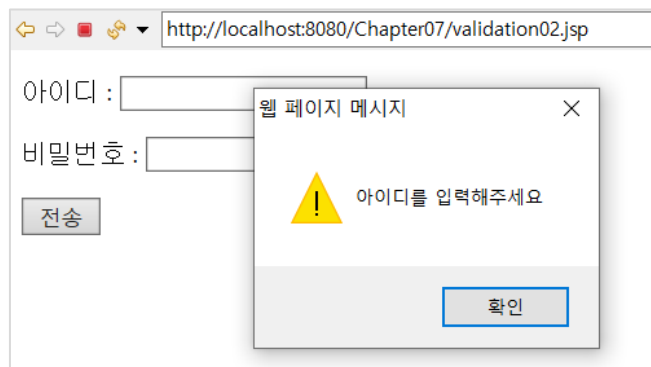 http://localhost:8080/Chapter07/validation02.jsp
아이디 :
웹 페이지 메시지
비밀번호 :
아이디를 입력해주세요
전송
확인